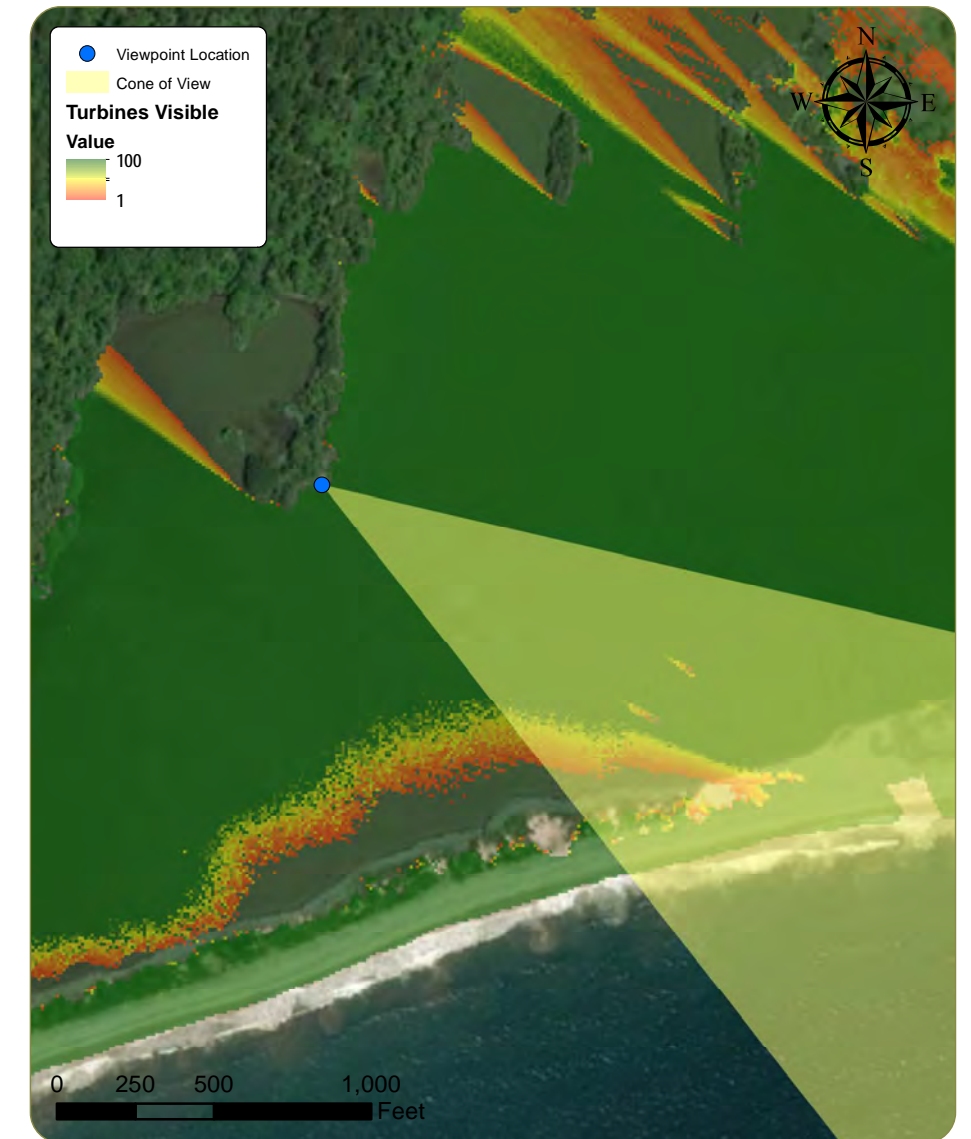 Viewpoint Location
Cone of View
Turbines Visible
Value
100
1
N
W
E
S
0 250 500 1,000
Feet